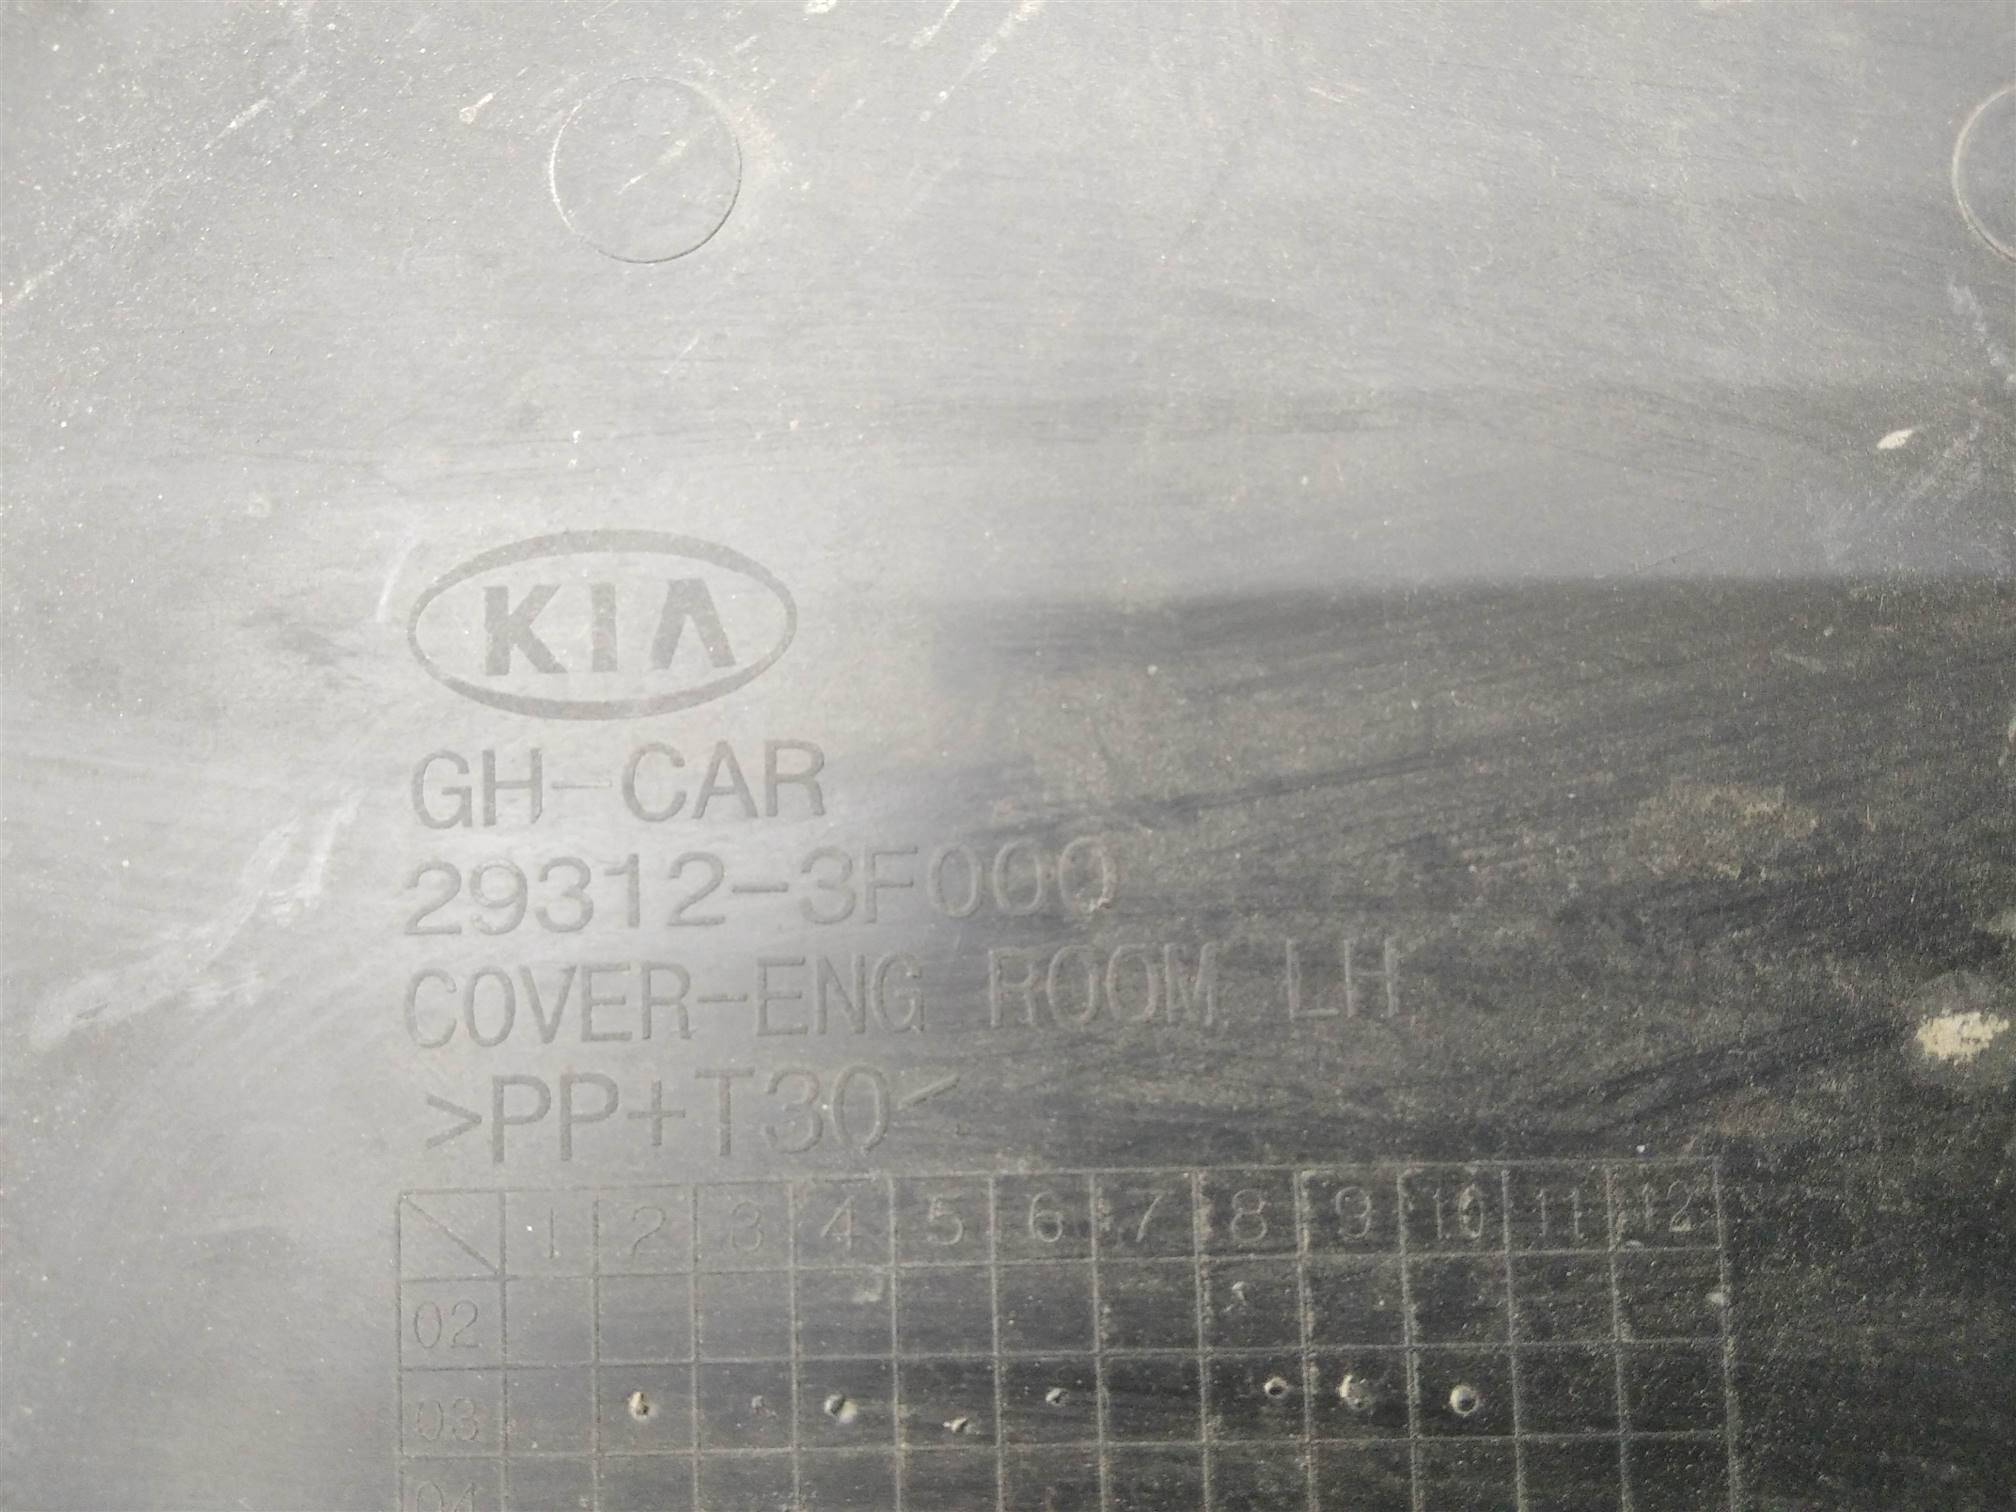 KIA
GH-CAR
29312-3F000
COVER-ENG ROOM LH
>PP+T30<
1 2 3 4 5 6 7 8 9 10 11 12
02
03
04